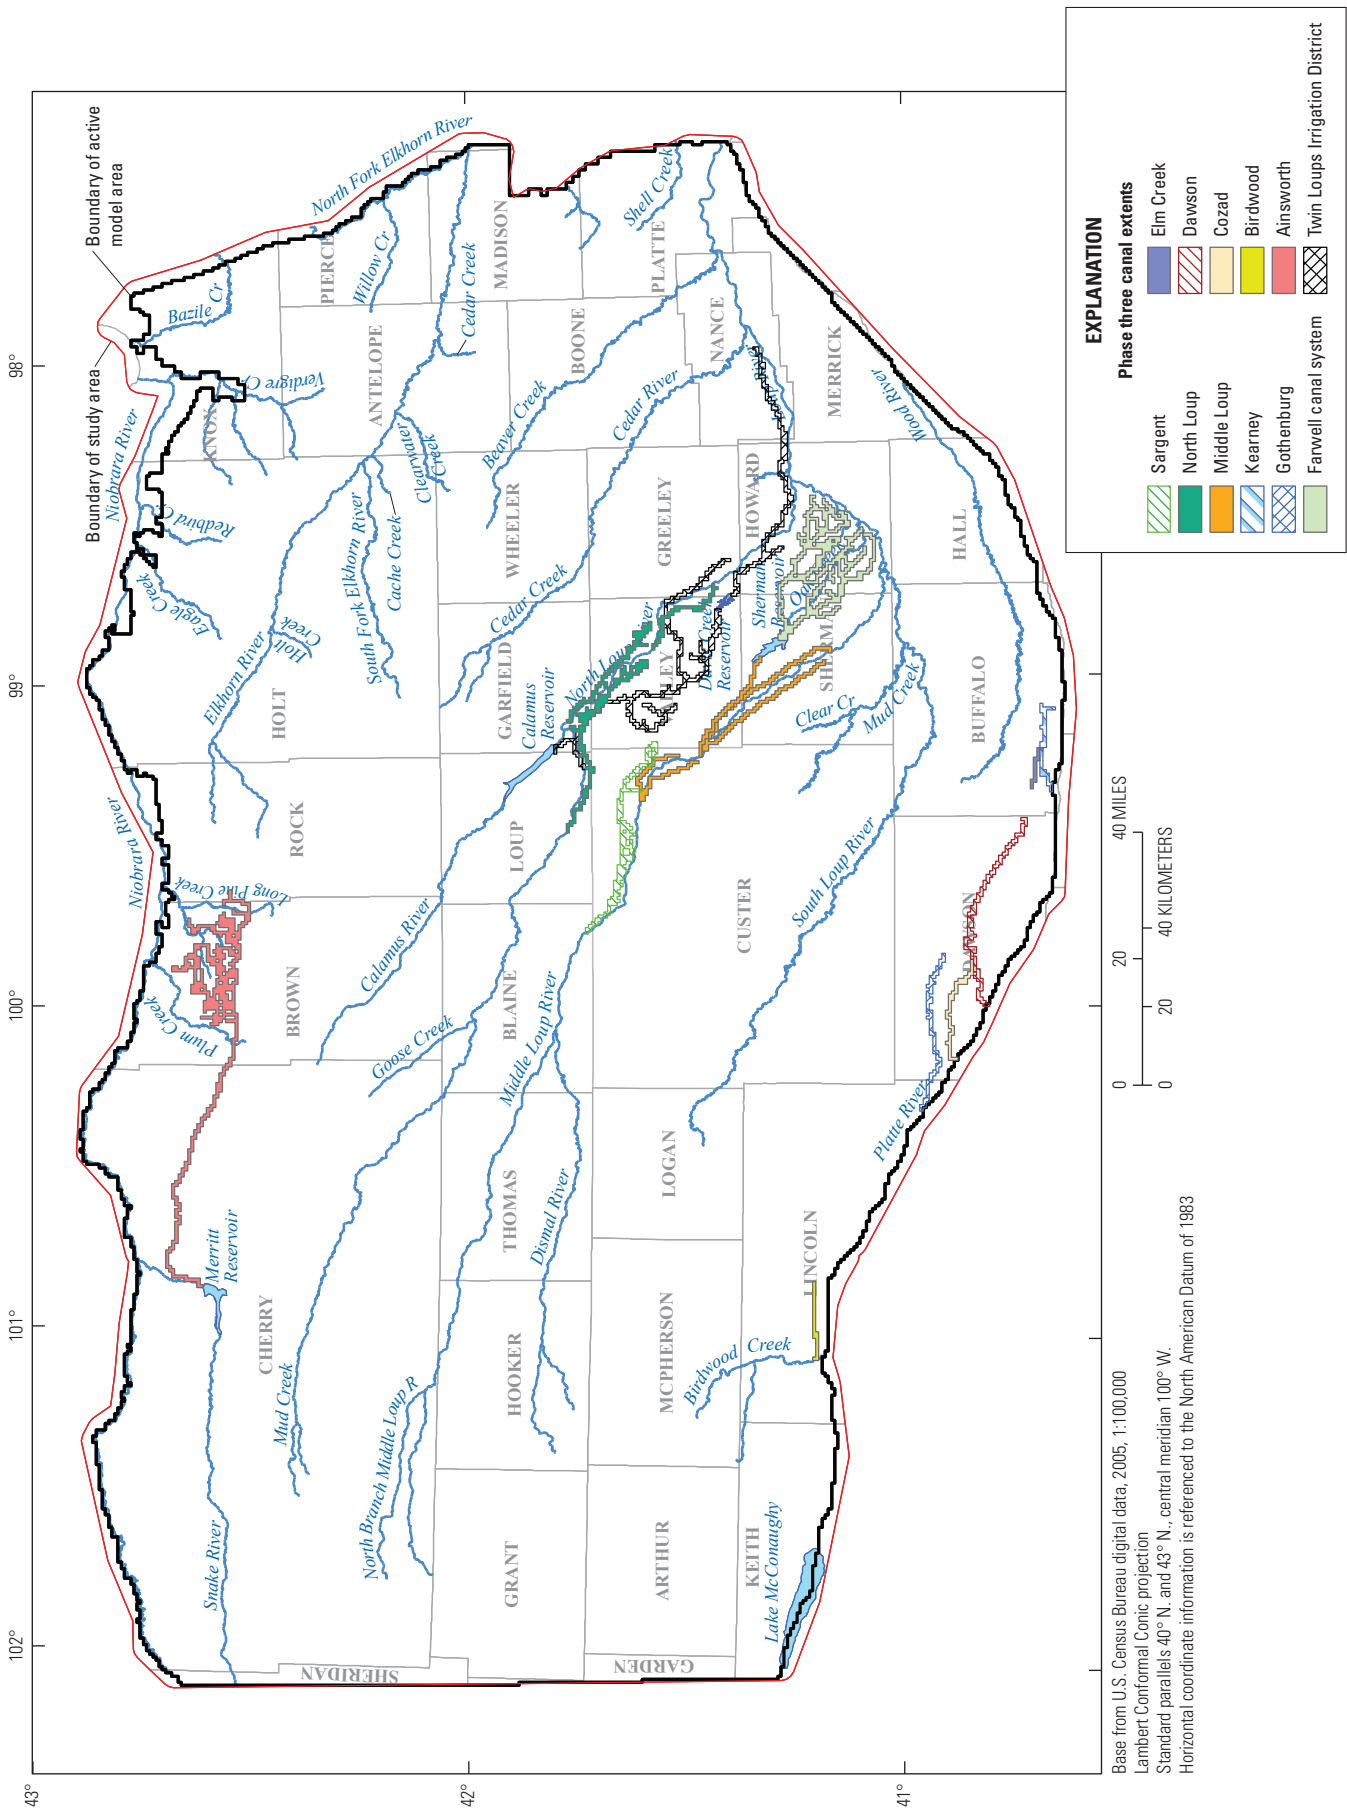 102°
101°
100°
99°
98°
43°
42°
41°
Boundary of study area
Boundary of active
model area
Niobrara River
Niobrara River
Snake River
Merritt
Reservoir
Plum Creek
Long Pine Creek
Eagle Creek
Redbird Cr
Verdigre Cr
Bazile
Cr
North Fork Elkhorn River
Willow Cr
Cedar Creek
Elkhorn River
Holt
Creek
South Fork Elkhorn River
Cache Creek
Clearwater
Creek
Mud Creek
North Branch Middle Loup R
Goose Creek
Calamus River
Calamus
Reservoir
North Loup River
Cedar Creek
Beaver Creek
Cedar River
Shell Creek
Middle Loup River
Dismal River
Davis Creek
Reservoir
Sherman
Reservoir
Oak Creek
Loup River
Clear Cr
Mud Creek
South Loup River
Wood River
Platte River
Birdwood Creek
Lake McConaughy
SHERIDAN
CHERRY
BROWN
ROCK
HOLT
KNOX
ANTELOPE
PIERCE
GRANT
HOOKER
THOMAS
BLAINE
LOUP
GARFIELD
WHEELER
BOONE
MADISON
GARDEN
ARTHUR
MCPHERSON
LOGAN
CUSTER
VALLEY
GREELEY
NANCE
PLATTE
KEITH
LINCOLN
DAWSON
BUFFALO
SHERMAN
HOWARD
HALL
MERRICK
0 20 40 MILES
0 20 40 KILOMETERS
Base from U.S. Census Bureau digital data, 2005, 1:100,000
Lambert Conformal Conic projection
Standard parallels 40° N. and 43° N., central meridian 100° W.
Horizontal coordinate information is referenced to the North American Datum of 1983
EXPLANATION
Phase three canal extents
Sargent
North Loup
Middle Loup
Kearney
Gothenburg
Farwell canal system
Elm Creek
Dawson
Cozad
Birdwood
Ainsworth
Twin Loups Irrigation District